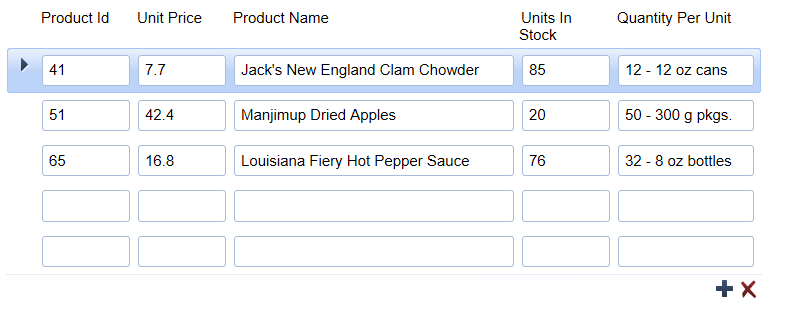 Product Id Unit Price Product Name Units In Stock Quantity Per Unit
41 7.7 Jack's New England Clam Chowder 85 12 - 12 oz cans
51 42.4 Manjimup Dried Apples 20 50 - 300 g pkgs.
65 16.8 Louisiana Fiery Hot Pepper Sauce 76 32 - 8 oz bottles